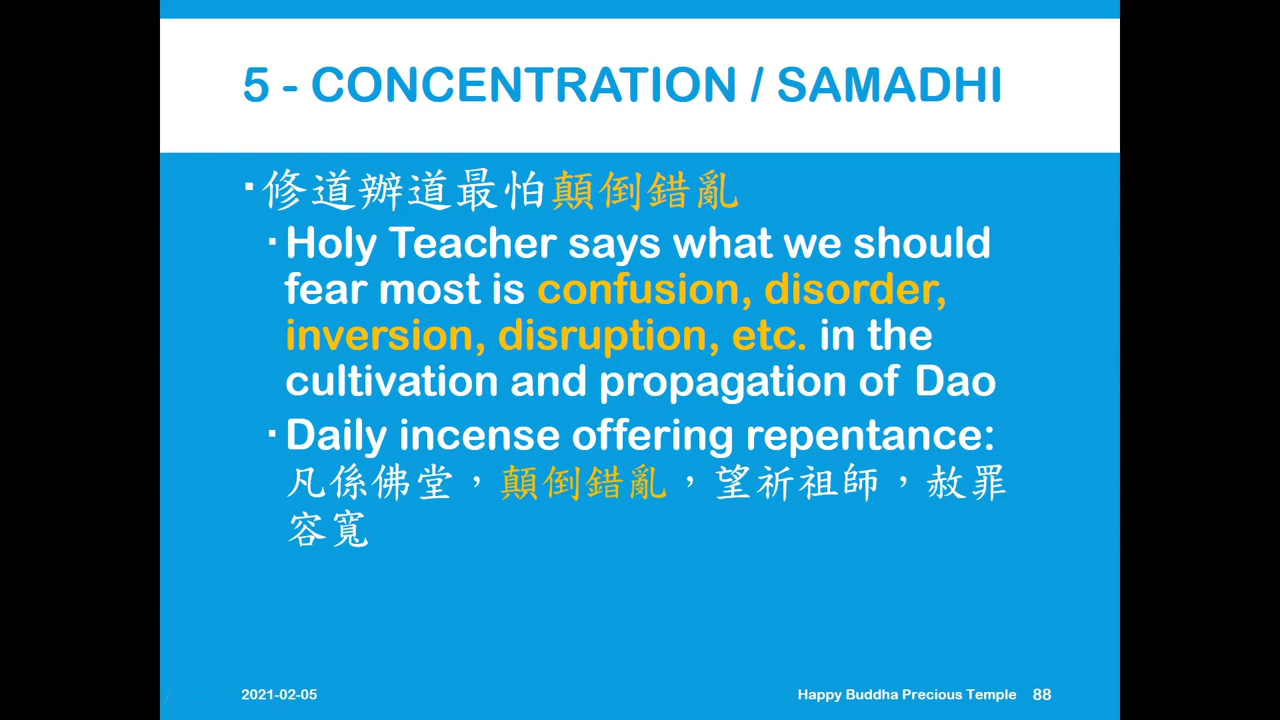 5 - CONCENTRATION / SAMADHI
▪修道辦道最怕顛倒錯亂
▪Holy Teacher says what we should
fear most is confusion, disorder,
inversion, disruption, etc. in the
cultivation and propagation of Dao
▪Daily incense offering repentance:
凡係佛堂，顛倒錯亂，望祈祖師，赦罪
容寬
2021-02-05
Happy Buddha Precious Temple 88